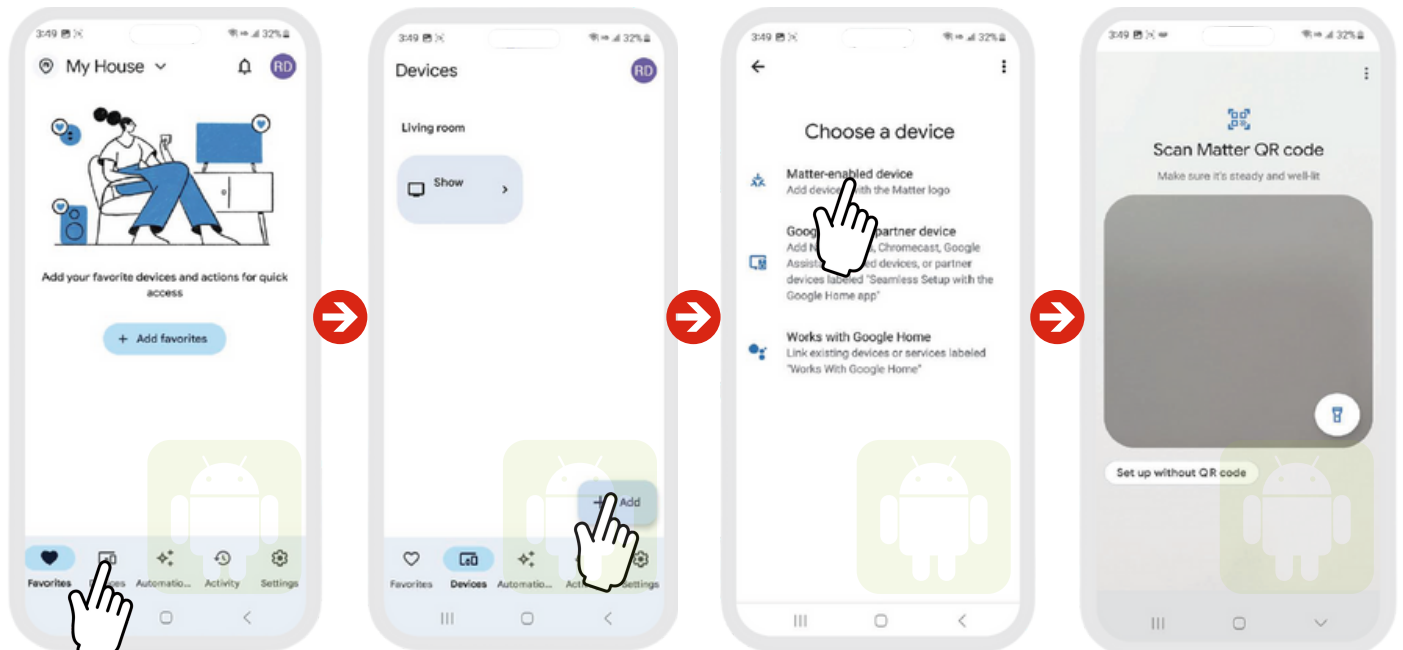 3:49
32%
My House
RD
Add your favorite devices and actions for quick
access
+ Add favorites
Favorites
Automatio...
Activity
Settings
3:49
32%
Devices
RD
Living room
Show
Add
Favorites
Devices
Automatio...
Settings
3:49
32%
Choose a device
Matter-enabled device
Add with the Matter logo
partner device
Add Chromecast, Google
devices, or partner
devices labeled "Seamless Setup with the
Google Home app"
Works with Google Home
Link existing devices or services labeled
"Works With Google Home"
3:49
32%
Scan Matter QR code
Make sure it's steady and well-lit
Set up without QR code